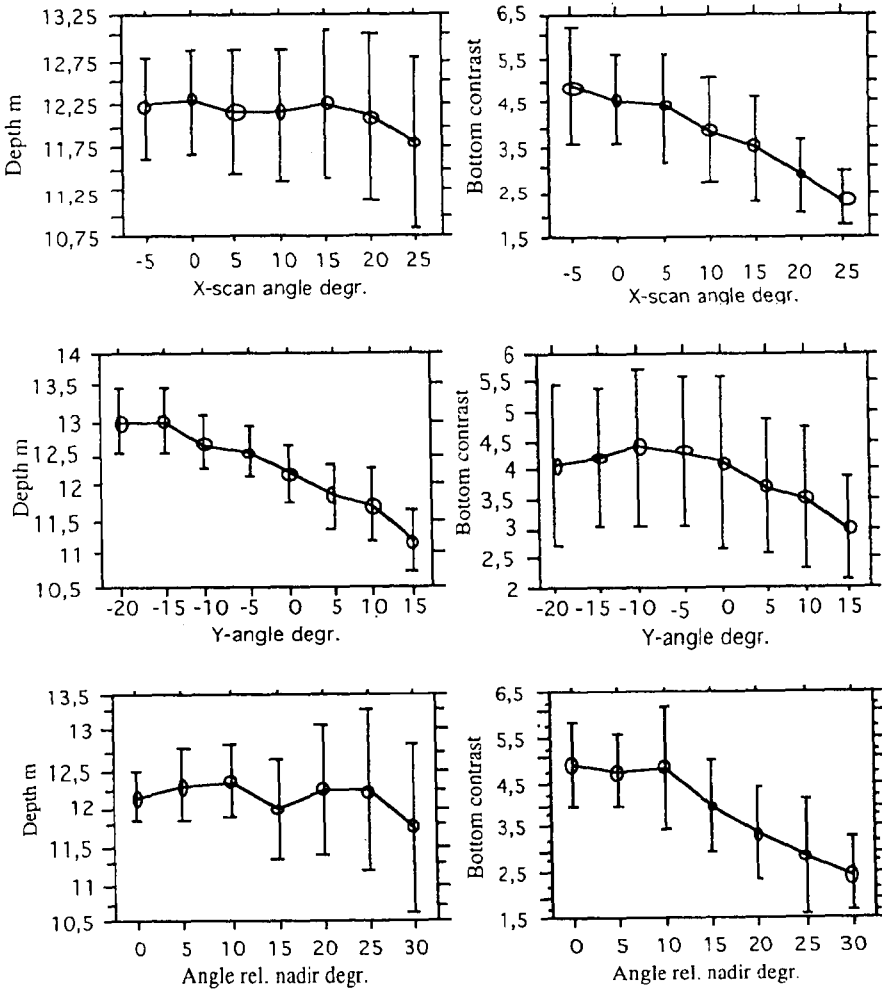 13,25
12,75
12,25
11,75
11,25
10,75
Depth m
-5 0 5 10 15 20 25
X-scan angle degr.
6,5
5,5
4,5
3,5
2,5
1,5
Bottom contrast
-5 0 5 10 15 20 25
X-scan angle degr.
14
13,5
13
12,5
12
11,5
11
10,5
Depth m
-20 -15 -10 -5 0 5 10 15
Y-angle degr.
6
5,5
5
4,5
4
3,5
3
2,5
2
Bottom contrast
-20 -15 -10 -5 0 5 10 15
Y-angle degr.
13,5
13
12,5
12
11,5
11
10,5
Depth m
0 5 10 15 20 25 30
Angle rel. nadir degr.
6,5
5,5
4,5
3,5
2,5
1,5
Bottom contrast
0 5 10 15 20 25 30
Angle rel. nadir degr.